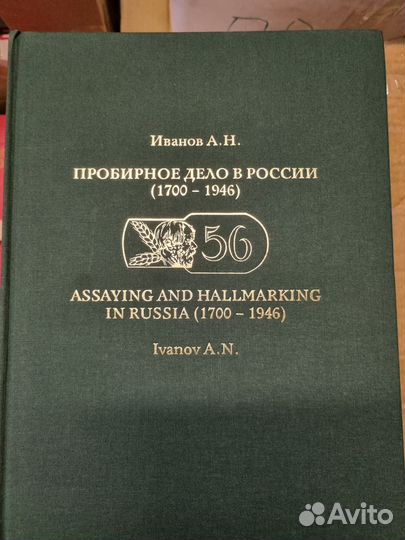 Иванов А.Н.
ПРОБИРНОЕ ДЕЛО В РОССИИ
(1700 – 1946)
56
ASSAYING AND HALLMARKING
IN RUSSIA (1700 – 1946)
Ivanov A.N.
Avito